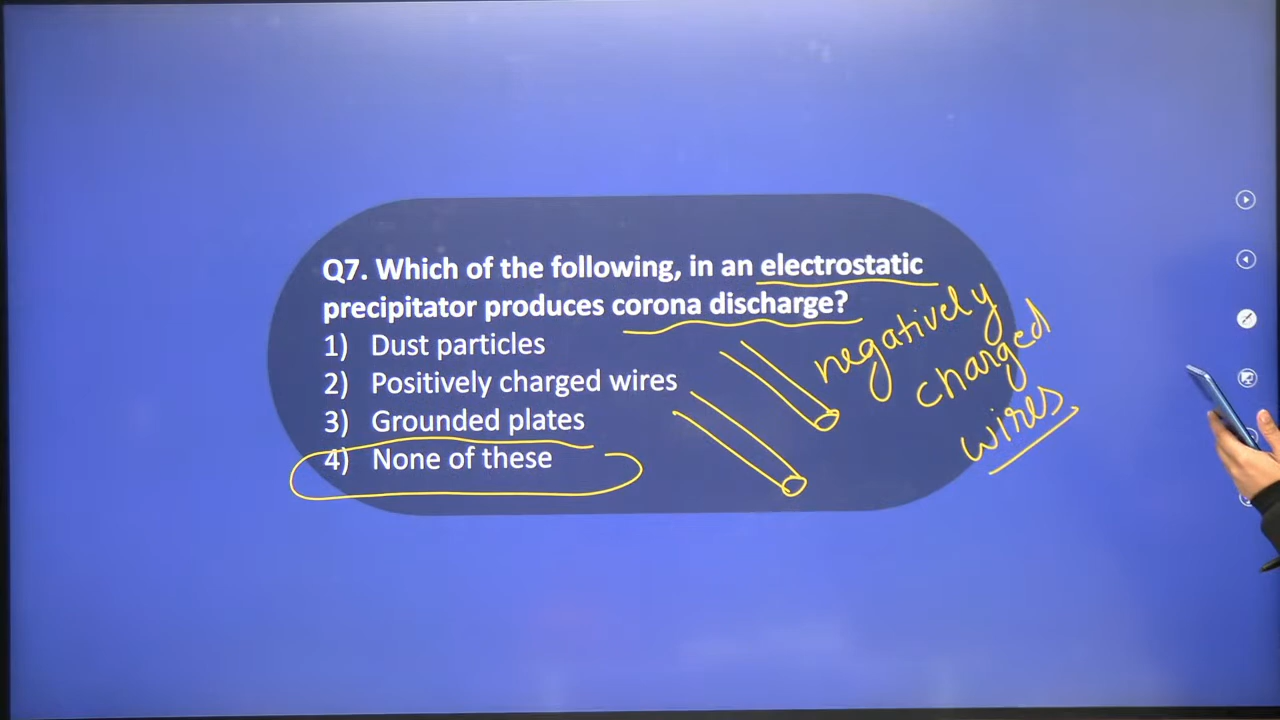 Q7. Which of the following, in an electrostatic
precipitator produces corona discharge?
1) Dust particles
2) Positively charged wires
3) Grounded plates
4) None of these
negatively
charged
wires